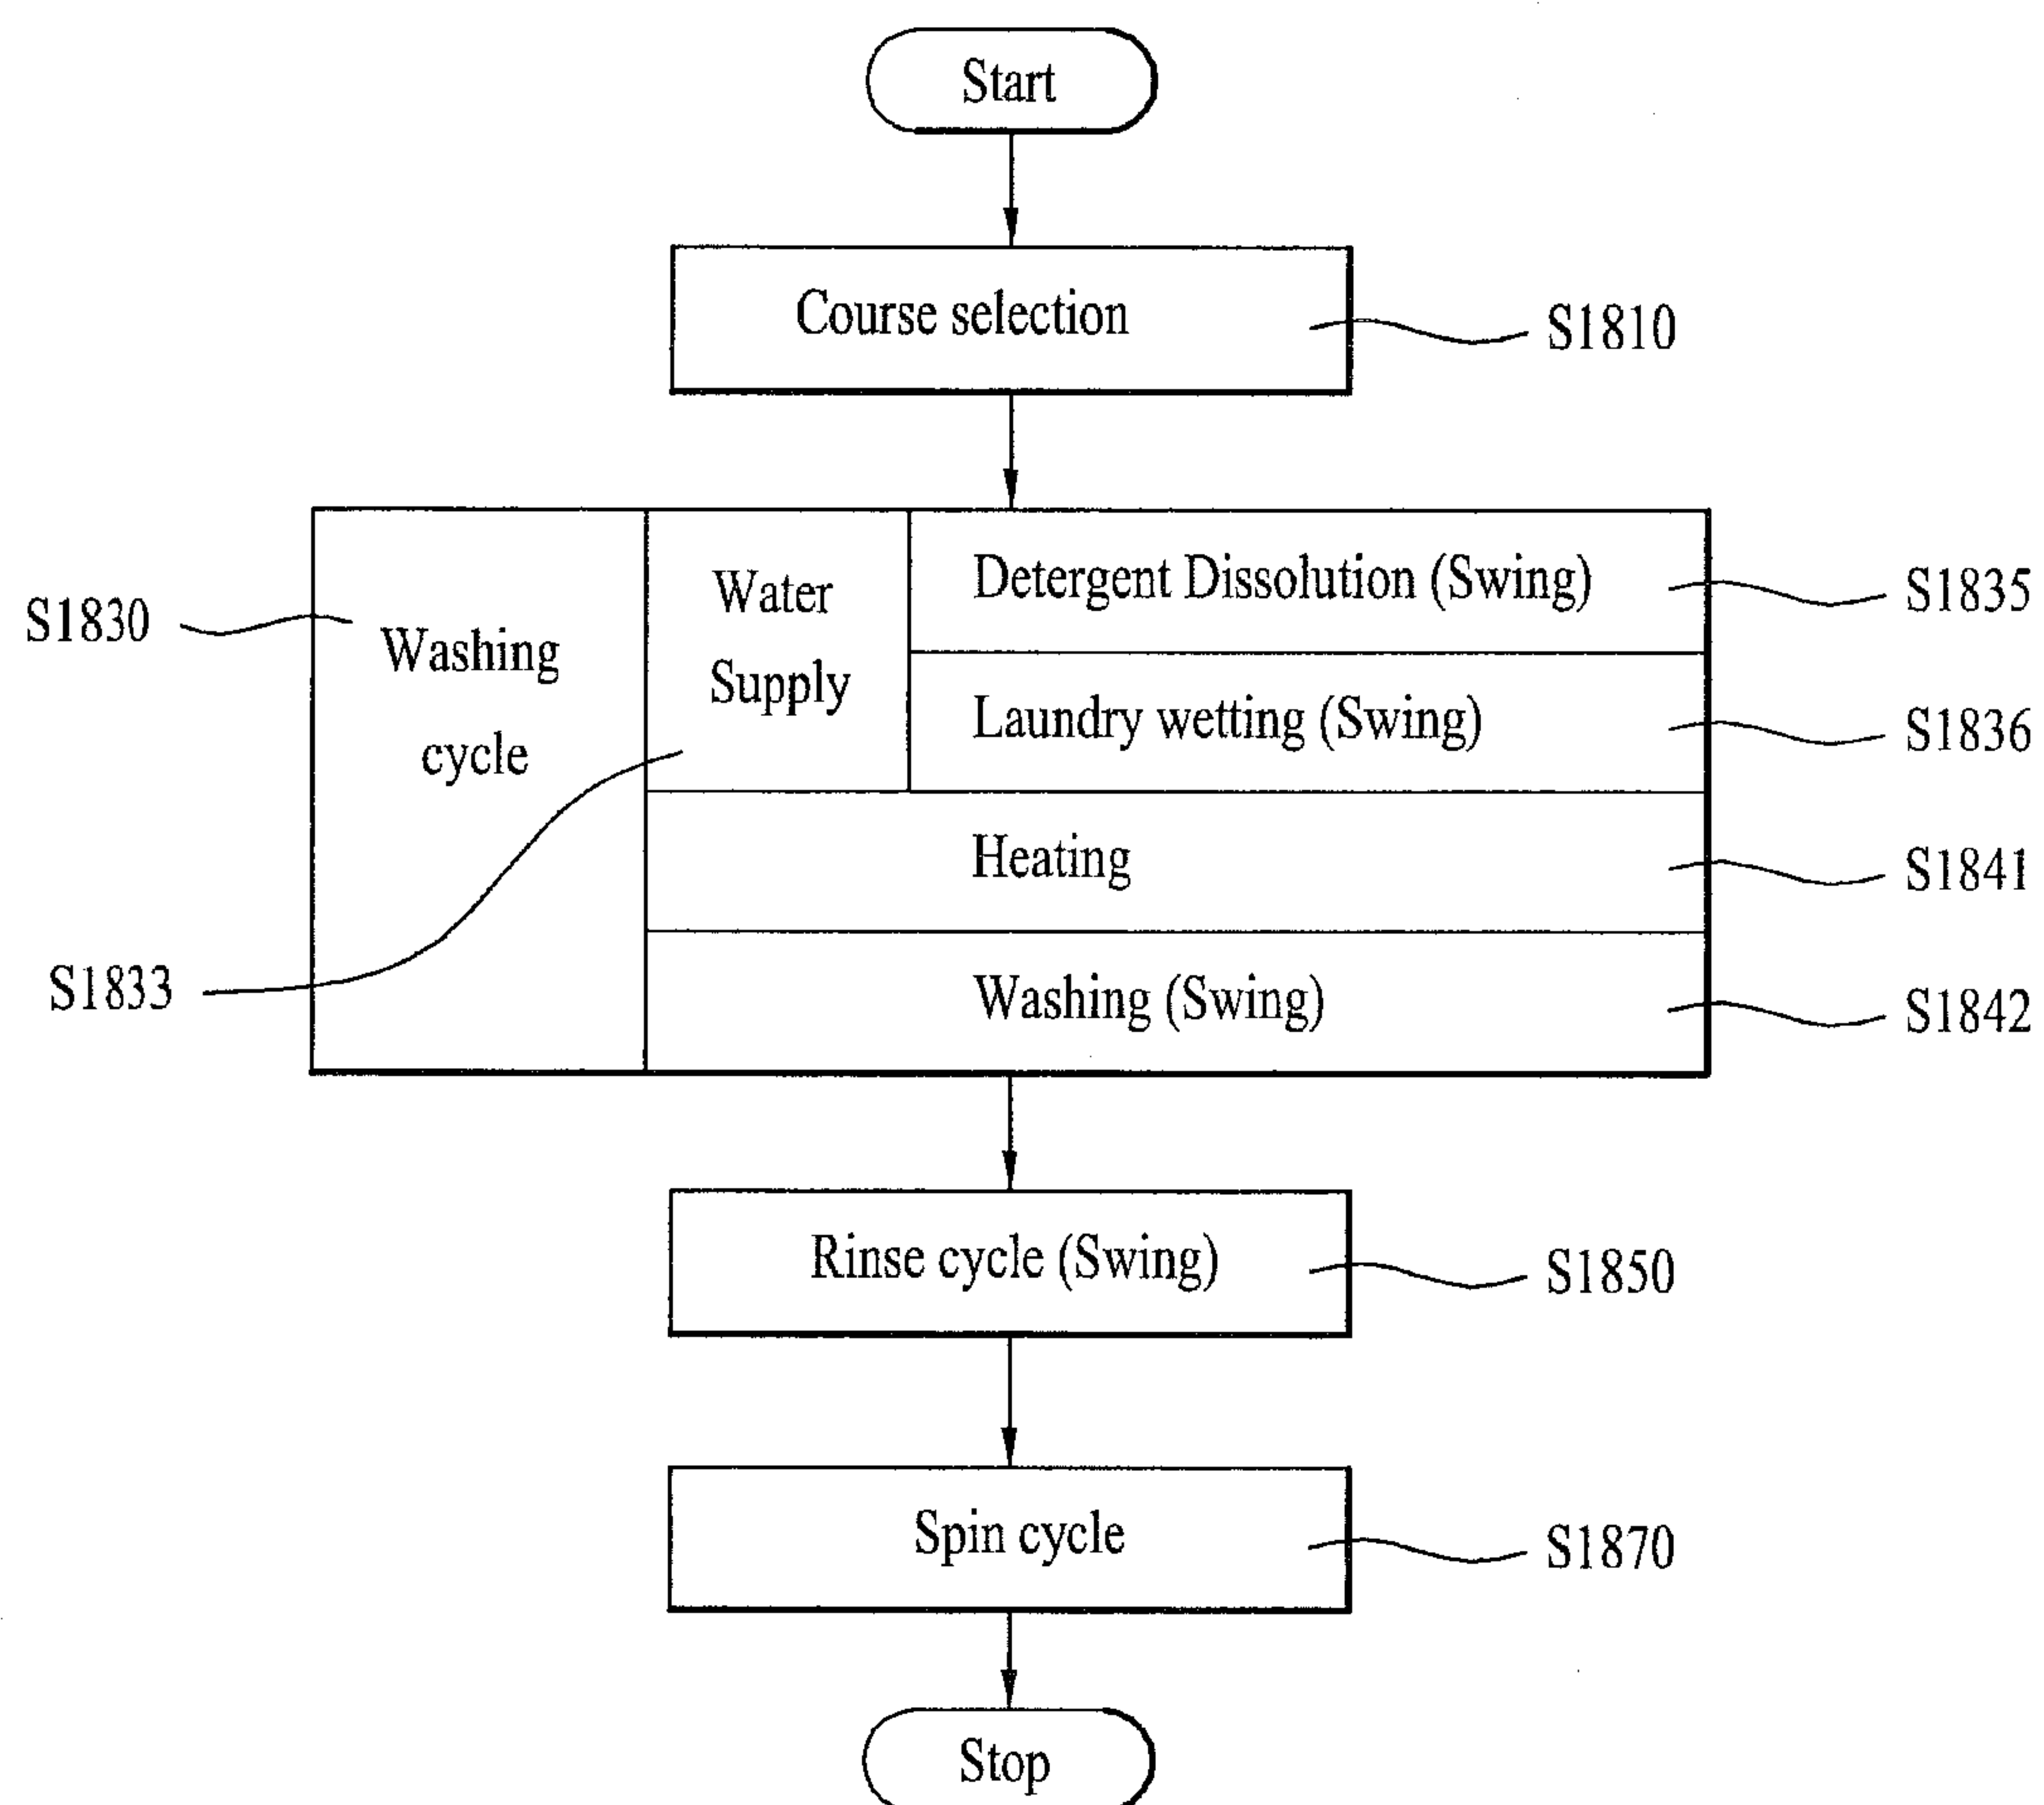 Start
Course selection
S1810
S1830
Washing
cycle
Water
Supply
S1833
Detergent Dissolution (Swing)
S1835
Laundry wetting (Swing)
S1836
Heating
S1841
Washing (Swing)
S1842
Rinse cycle (Swing)
S1850
Spin cycle
S1870
Stop